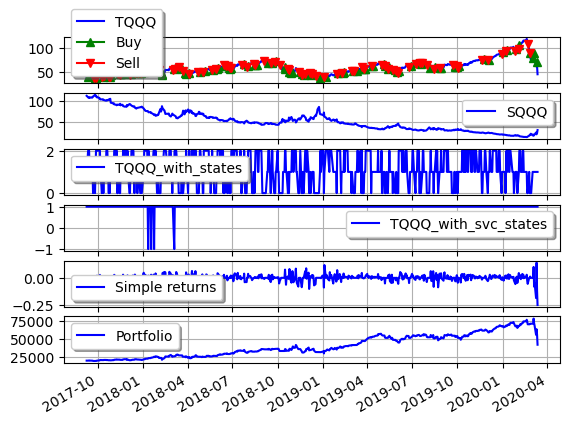 TQQQ
Buy
Sell
100
50
SQQQ
100
50
TQQQ_with_states
2
0
TQQQ_with_svc_states
1
0
−1
Simple returns
0.00
−0.25
Portfolio
75000
50000
25000
2017-10 2018-01 2018-04 2018-07 2018-10 2019-01 2019-04 2019-07 2019-10 2020-01 2020-04